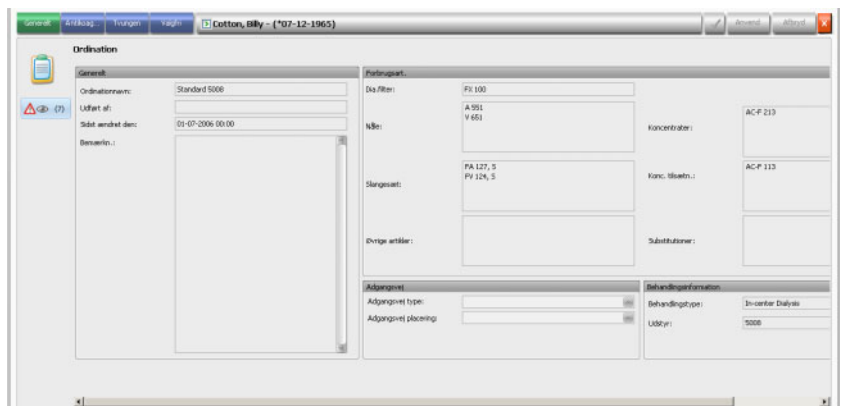 Generelt
Antikoag.
Tvungen
Valgfri
Cotton, Billy - (*07-12-1965)
Anvend
Afbryd
Ordination
(7)
Generelt
Ordinationnavn:
Standard 5008
Udført af:
Sidst ændret den:
01-07-2006 00:00
Bemærkn.:
Forbrugsart.
Dia.filter:
FX 100
Nåle:
A 551
V 651
Koncentrater:
AC-F 213
Slangesæt:
FA 127, 5
FV 124, 5
Konc. tilsætn.:
AC-F 113
Øvrige artikler:
Substitutioner:
Adgangsvej
Adgangsvej type:
Adgangsvej placering:
Behandlingsinformation
Behandlingstype:
In-center Dialysis
Udstyr:
5008